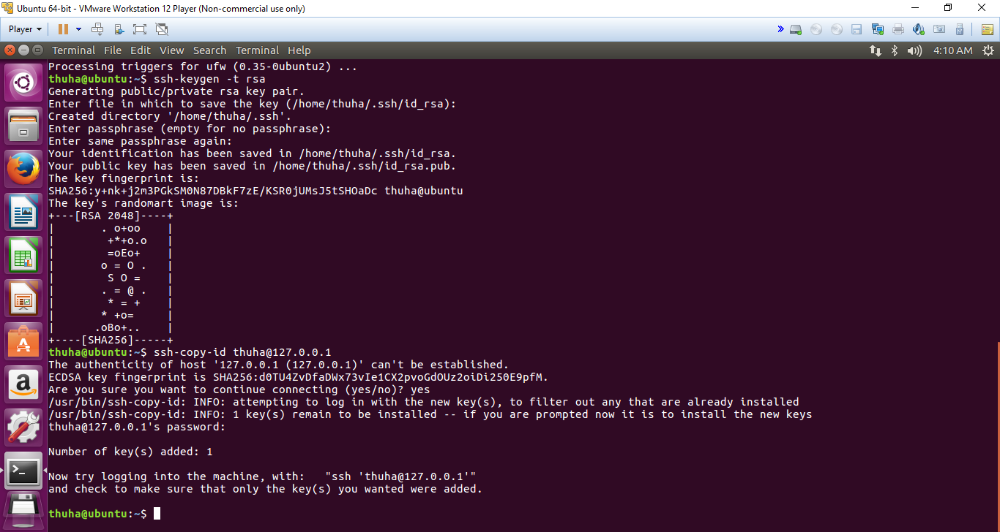 Ubuntu 64-bit - VMware Workstation 12 Player (Non-commercial use only)
Player
Terminal File Edit View Search Terminal Help
4:10 AM
Processing triggers for ufw (0.35-0ubuntu2) ...
thuha@ubuntu:~$ ssh-keygen -t rsa
Generating public/private rsa key pair.
Enter file in which to save the key (/home/thuha/.ssh/id_rsa):
Created directory '/home/thuha/.ssh'.
Enter passphrase (empty for no passphrase):
Enter same passphrase again:
Your identification has been saved in /home/thuha/.ssh/id_rsa.
Your public key has been saved in /home/thuha/.ssh/id_rsa.pub.
The key fingerprint is:
SHA256:y+nk+j2m3PGkSM0N87DBkF7zE/KSR0jUMsJ5tSHOaDc thuha@ubuntu
The key's randomart image is:
+---[RSA 2048]----+
|        . o+oo    |
|         +*+o.o   |
|         =oEo+    |
|        o = O .   |
|         S O =    |
|        . = @ .   |
|         * = +    |
|        * +o=     |
|       .oBo+..    |
+----[SHA256]-----+
thuha@ubuntu:~$ ssh-copy-id thuha@127.0.0.1
The authenticity of host '127.0.0.1 (127.0.0.1)' can't be established.
ECDSA key fingerprint is SHA256:d0TU4ZvDfaDWx73vIe1CX2pvoGdOUz2oiDi250E9pfM.
Are you sure you want to continue connecting (yes/no)? yes
/usr/bin/ssh-copy-id: INFO: attempting to log in with the new key(s), to filter out any that are already installed
/usr/bin/ssh-copy-id: INFO: 1 key(s) remain to be installed -- if you are prompted now it is to install the new keys
thuha@127.0.0.1's password:
Number of key(s) added: 1
Now try logging into the machine, with:   "ssh 'thuha@127.0.0.1'"
and check to make sure that only the key(s) you wanted were added.
thuha@ubuntu:~$